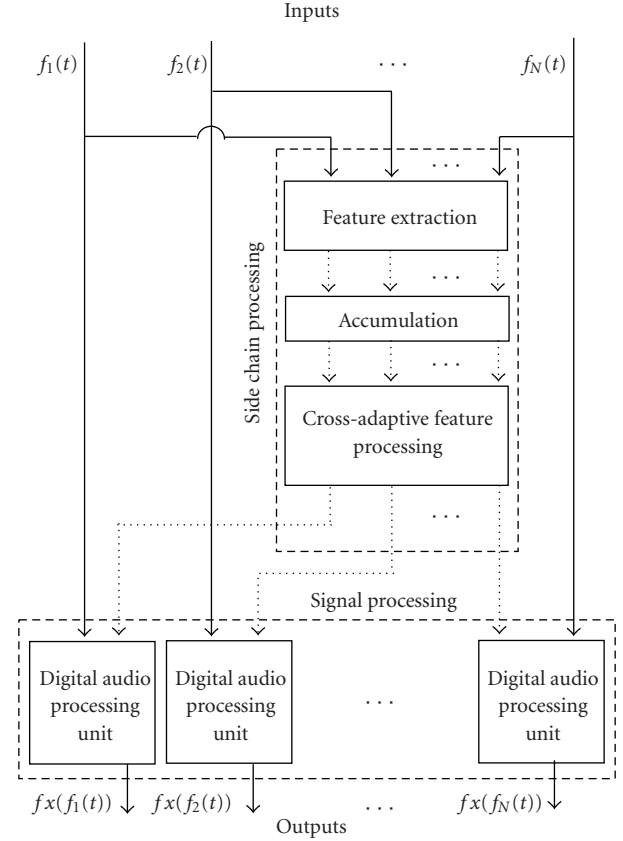 Inputs
f1(t) f2(t) · · · fN(t)
· · ·
Feature extraction
· · ·
Side chain processing
Accumulation
· · ·
Cross-adaptive feature
processing
· · ·
Signal processing
Digital audio
processing
unit
Digital audio
processing
unit
· · ·
Digital audio
processing
unit
fx(f1(t)) fx(f2(t)) · · · fx(fN(t))
Outputs